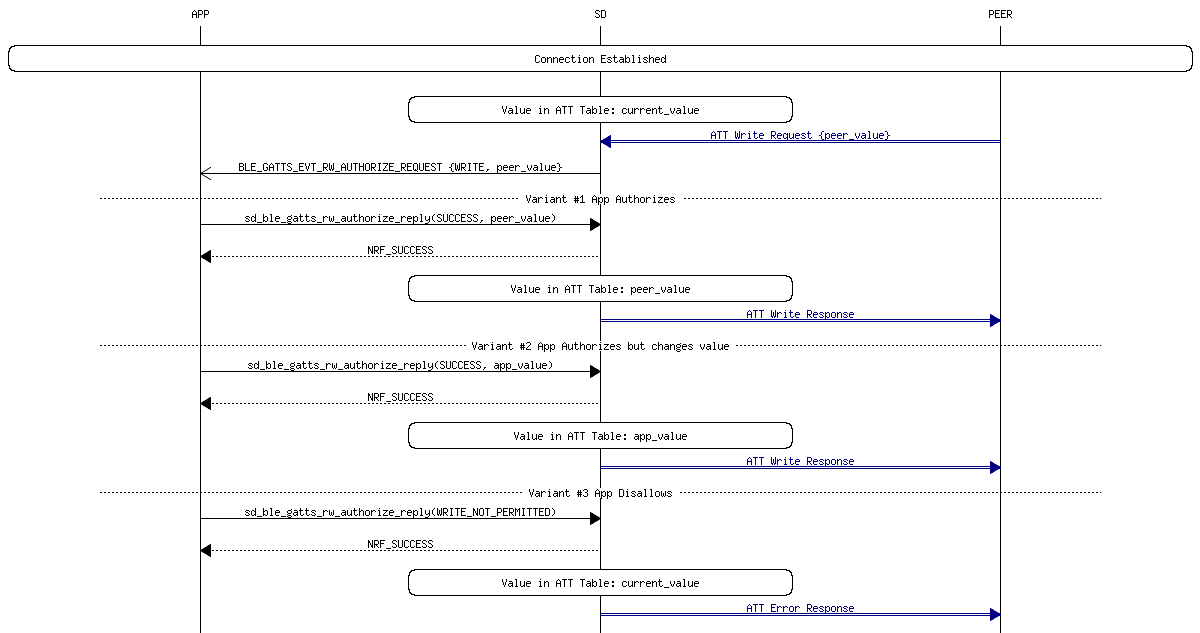 APP SD PEER
Connection Established
Value in ATT Table: current_value
ATT Write Request {peer_value}
BLE_GATTS_EVT_RW_AUTHORIZE_REQUEST {WRITE, peer_value}
Variant #1 App Authorizes
sd_ble_gatts_rw_authorize_reply(SUCCESS, peer_value)
NRF_SUCCESS
Value in ATT Table: peer_value
ATT Write Response
Variant #2 App Authorizes but changes value
sd_ble_gatts_rw_authorize_reply(SUCCESS, app_value)
NRF_SUCCESS
Value in ATT Table: app_value
ATT Write Response
Variant #3 App Disallows
sd_ble_gatts_rw_authorize_reply(WRITE_NOT_PERMITTED)
NRF_SUCCESS
Value in ATT Table: current_value
ATT Error Response